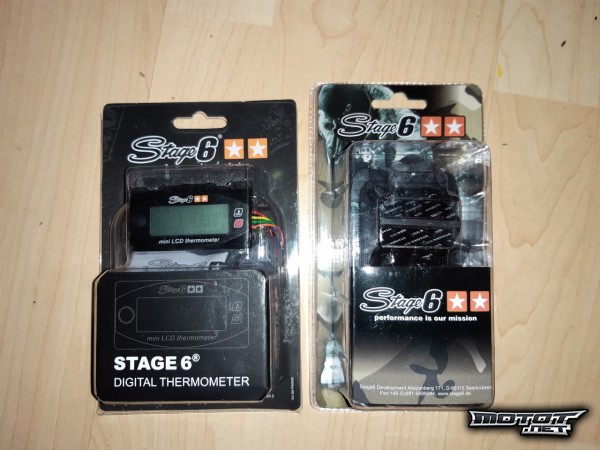 Stage6®
Stage6
mini LCD thermometer
mini LCD thermometer
STAGE 6®
DIGITAL THERMOMETER
Stage6
Stage6
performance is our mission
MOTOT
.NET